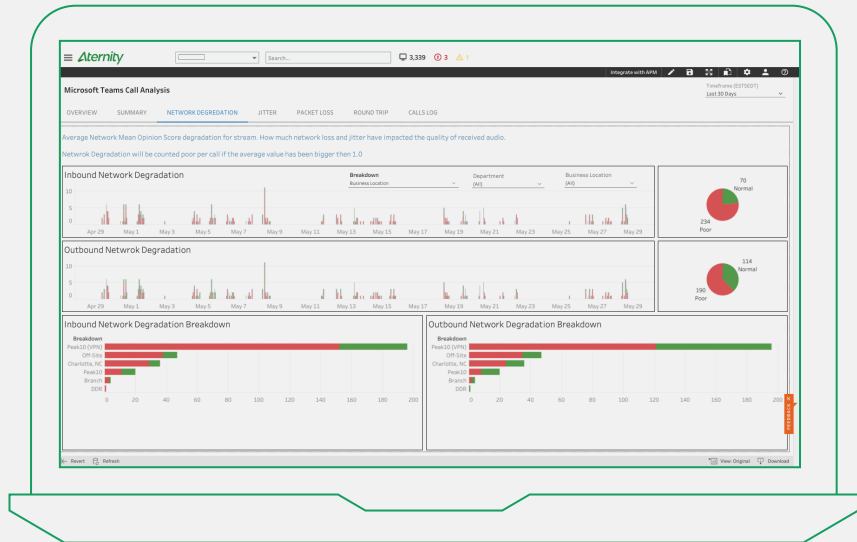 Aternity
Search...
3,339
3
1
Integrate with APM
Microsoft Teams Call Analysis
Timeframe (EST5EDT)
Last 30 Days
OVERVIEW SUMMARY NETWORK DEGREDATION JITTER PACKET LOSS ROUND TRIP CALLS LOG
Average Network Mean Opinion Score degradation for stream. How much network loss and jitter have impacted the quality of received audio.
Netwrok Degradation will be counted poor per call if the average value has been bigger then 1.0
Inbound Network Degradation
Breakdown
Business Location
Department
(All)
Business Location
(All)
10
5
0
Apr 29 May 1 May 3 May 5 May 7 May 9 May 11 May 13 May 15 May 17 May 19 May 21 May 23 May 25 May 27 May 29
70
Normal
234
Poor
Outbound Netwrok Degradation
10
5
0
Apr 29 May 1 May 3 May 5 May 7 May 9 May 11 May 13 May 15 May 17 May 19 May 21 May 23 May 25 May 27 May 29
114
Normal
190
Poor
Inbound Network Degradation Breakdown
Breakdown
Peak10 (VPN)
Off-Site
Charlotte, NC
Peak10
Branch
DDR
0 20 40 60 80 100 120 140 160 180 200
Outbound Network Degradation Breakdown
Breakdown
Peak10 (VPN)
Off-Site
Charlotte, NC
Peak10
Branch
DDR
0 20 40 60 80 100 120 140 160 180 200
Revert Refresh
View: Original Download